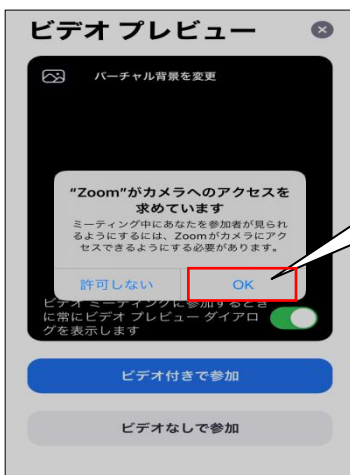 ビデオ プレビュー
バーチャル背景を変更
"Zoom"がカメラへのアクセスを
求めています
ミーティング中にあなたを参加者が見られ
るようにするには、Zoomがカメラにアク
セスできるようにする必要があります。
許可しない OK
ビデオ ミーティングに参加するとき
に常にビデオ プレビュー ダイアロ
グを表示します
ビデオ付きで参加
ビデオなしで参加